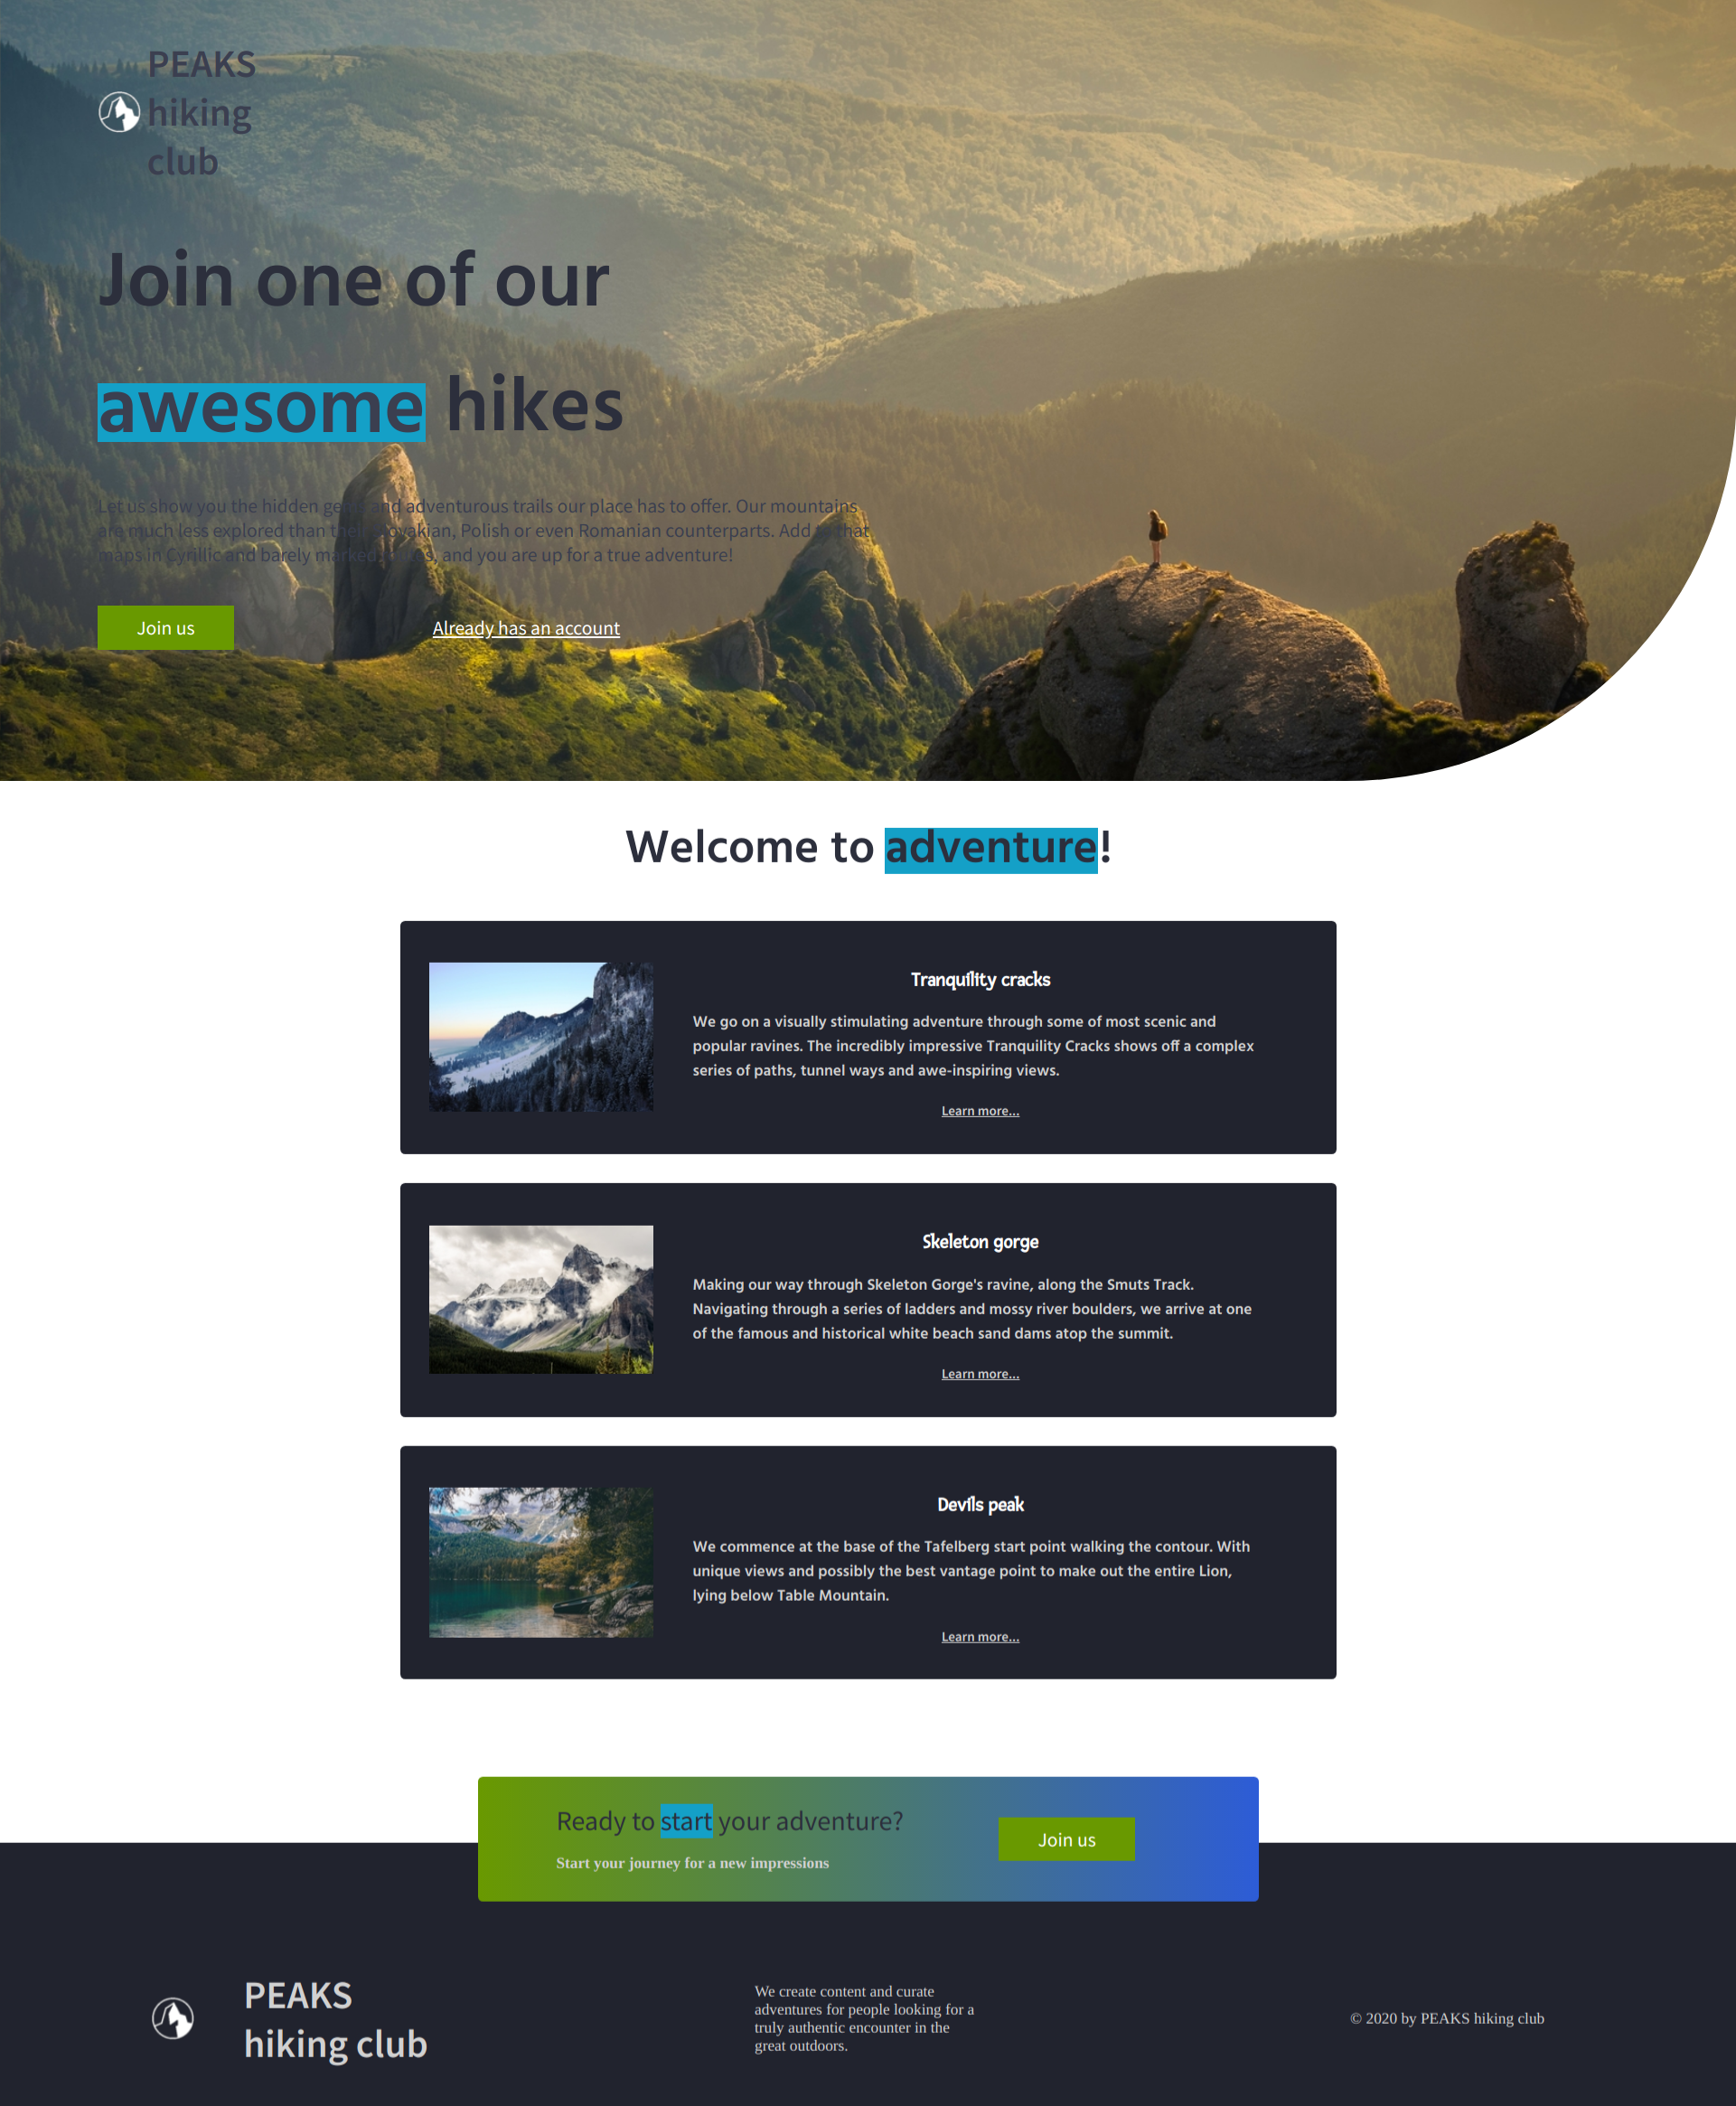 PEAKS
hiking
club
Join one of our
awesome hikes
Let us show you the hidden gems and adventurous trails our place has to offer. Our mountains
are much less explored than their Slovakian, Polish or even Romanian counterparts. Add to that
maps in Cyrillic and barely marked, and you are up for a true adventure!
Join us
Already has an account
Welcome to adventure!
Tranquility cracks
We go on a visually stimulating adventure through some of most scenic and
popular ravines. The incredibly impressive Tranquility Cracks shows off a complex
series of paths, tunnel ways and awe-inspiring views.
Learn more...
Skeleton gorge
Making our way through Skeleton Gorge's ravine, along the Smuts Track.
Navigating through a series of ladders and mossy river boulders, we arrive at one
of the famous and historical white beach sand dams atop the summit.
Learn more...
Devils peak
We commence at the base of the Tafelberg start point walking the contour. With
unique views and possibly the best vantage point to make out the entire Lion,
lying below Table Mountain.
Learn more...
Ready to start your adventure?
Start your journey for a new impressions
Join us
PEAKS
hiking club
We create content and curate
adventures for people looking for a
truly authentic encounter in the
great outdoors.
© 2020 by PEAKS hiking club